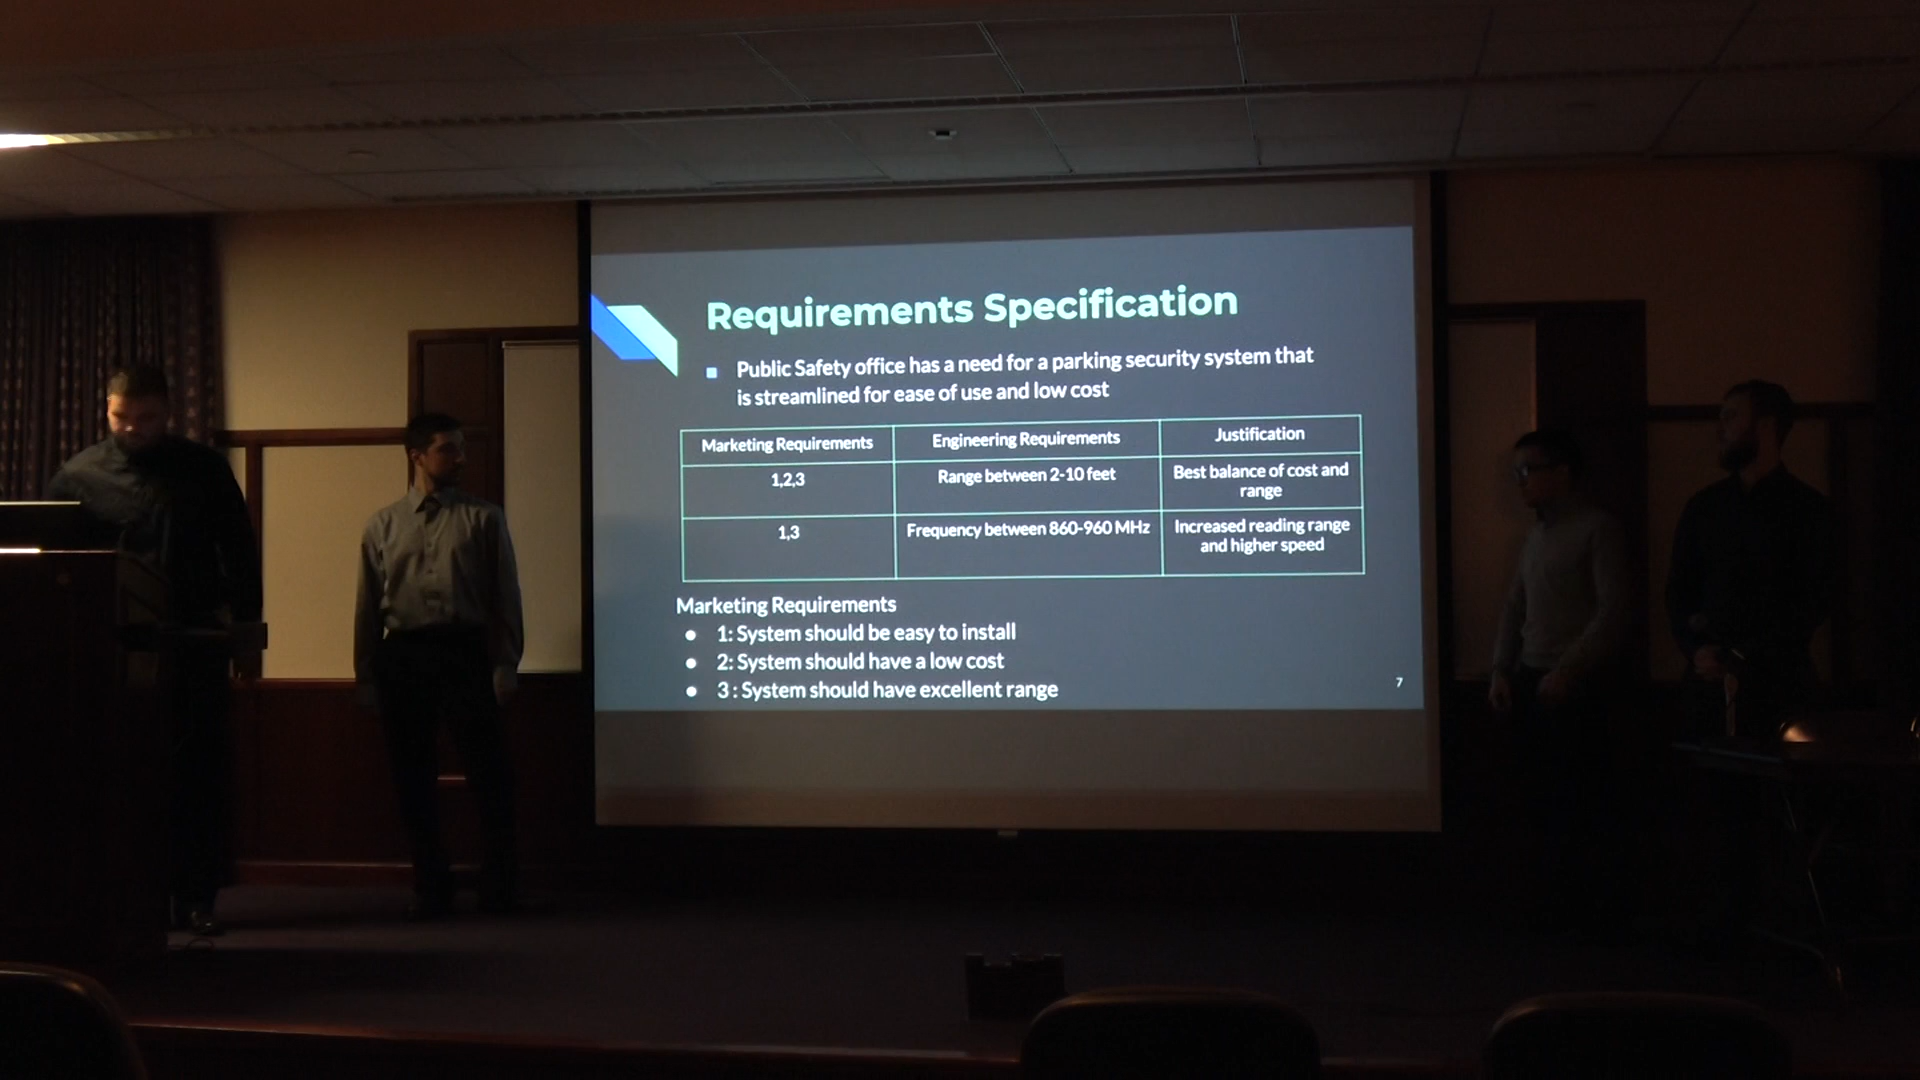 Requirements Specification
Public Safety office has a need for a parking security system that
is streamlined for ease of use and low cost
Marketing Requirements
Engineering Requirements
Justification
1,2,3
Range between 2-10 feet
Best balance of cost and
range
1,3
Frequency between 860-960 MHz
Increased reading range
and higher speed
Marketing Requirements
1: System should be easy to install
2: System should have a low cost
3 : System should have excellent range
7